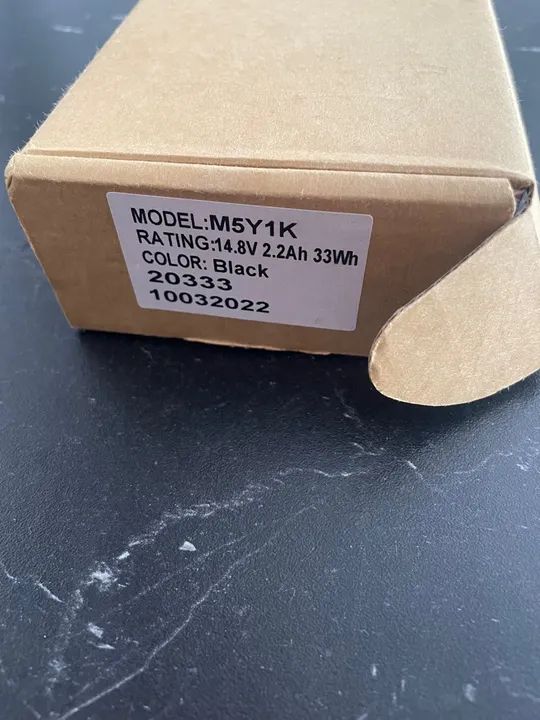 MODEL:M5Y1K
RATING:14.8V 2.2Ah 33Wh
COLOR: Black
20333
10032022